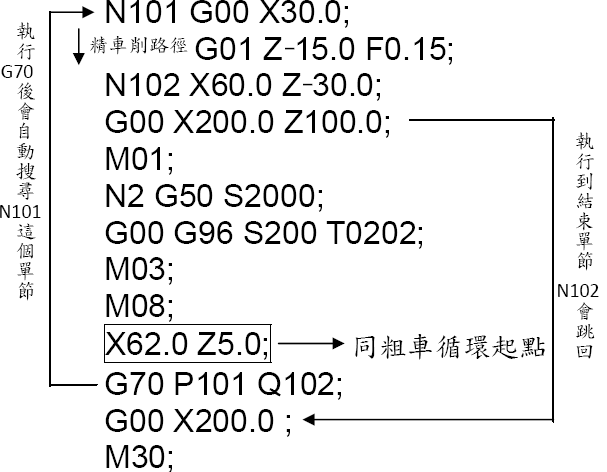 N101 G00 X30.0;
精車削路徑 G01 Z-15.0 F0.15;
N102 X60.0 Z-30.0;
G00 X200.0 Z100.0;
M01;
N2 G50 S2000;
G00 G96 S200 T0202;
M03;
M08;
X62.0 Z5.0; 同粗車循環起點
G70 P101 Q102;
G00 X200.0 ;
M30;
執行G70後會自動搜尋N101這個單節
執行到結束單節N102會跳回